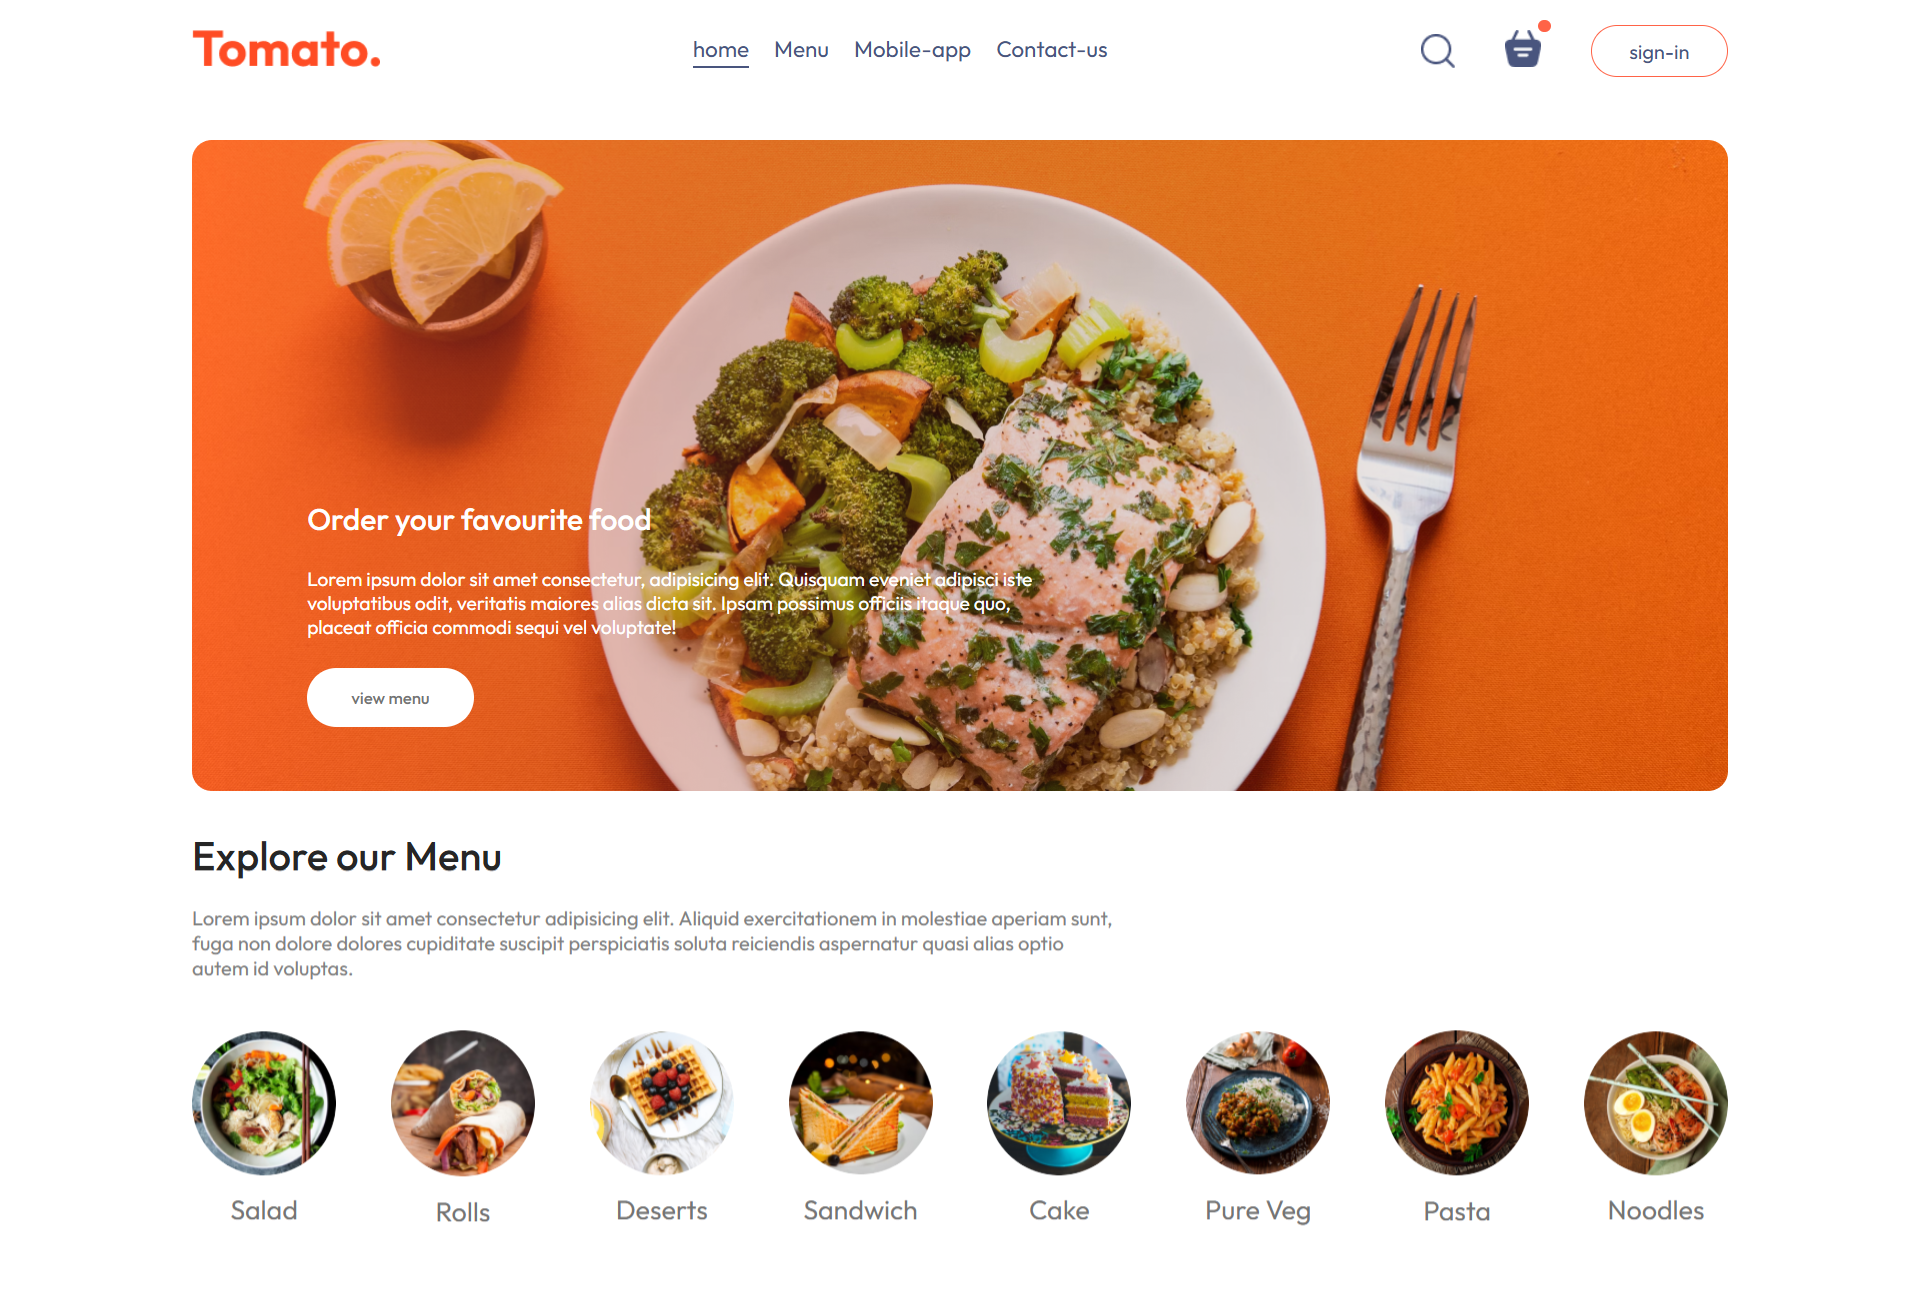 Tomato.
home Menu Mobile-app Contact-us
sign-in
Order your favourite food
Lorem ipsum dolor sit amet consectetur, adipisicing elit. Quisquam eveniet adipisci iste
voluptatibus odit, veritatis maiores alias dicta sit. Ipsam possimus officiis itaque quo,
placeat officia commodi sequi vel voluptate!
view menu
Explore our Menu
Lorem ipsum dolor sit amet consectetur adipisicing elit. Aliquid exercitationem in molestiae aperiam sunt,
fuga non dolore dolores cupiditate suscipit perspiciatis soluta reiciendis aspernatur quasi alias optio
autem id voluptas.
Salad Rolls Deserts Sandwich Cake Pure Veg Pasta Noodles